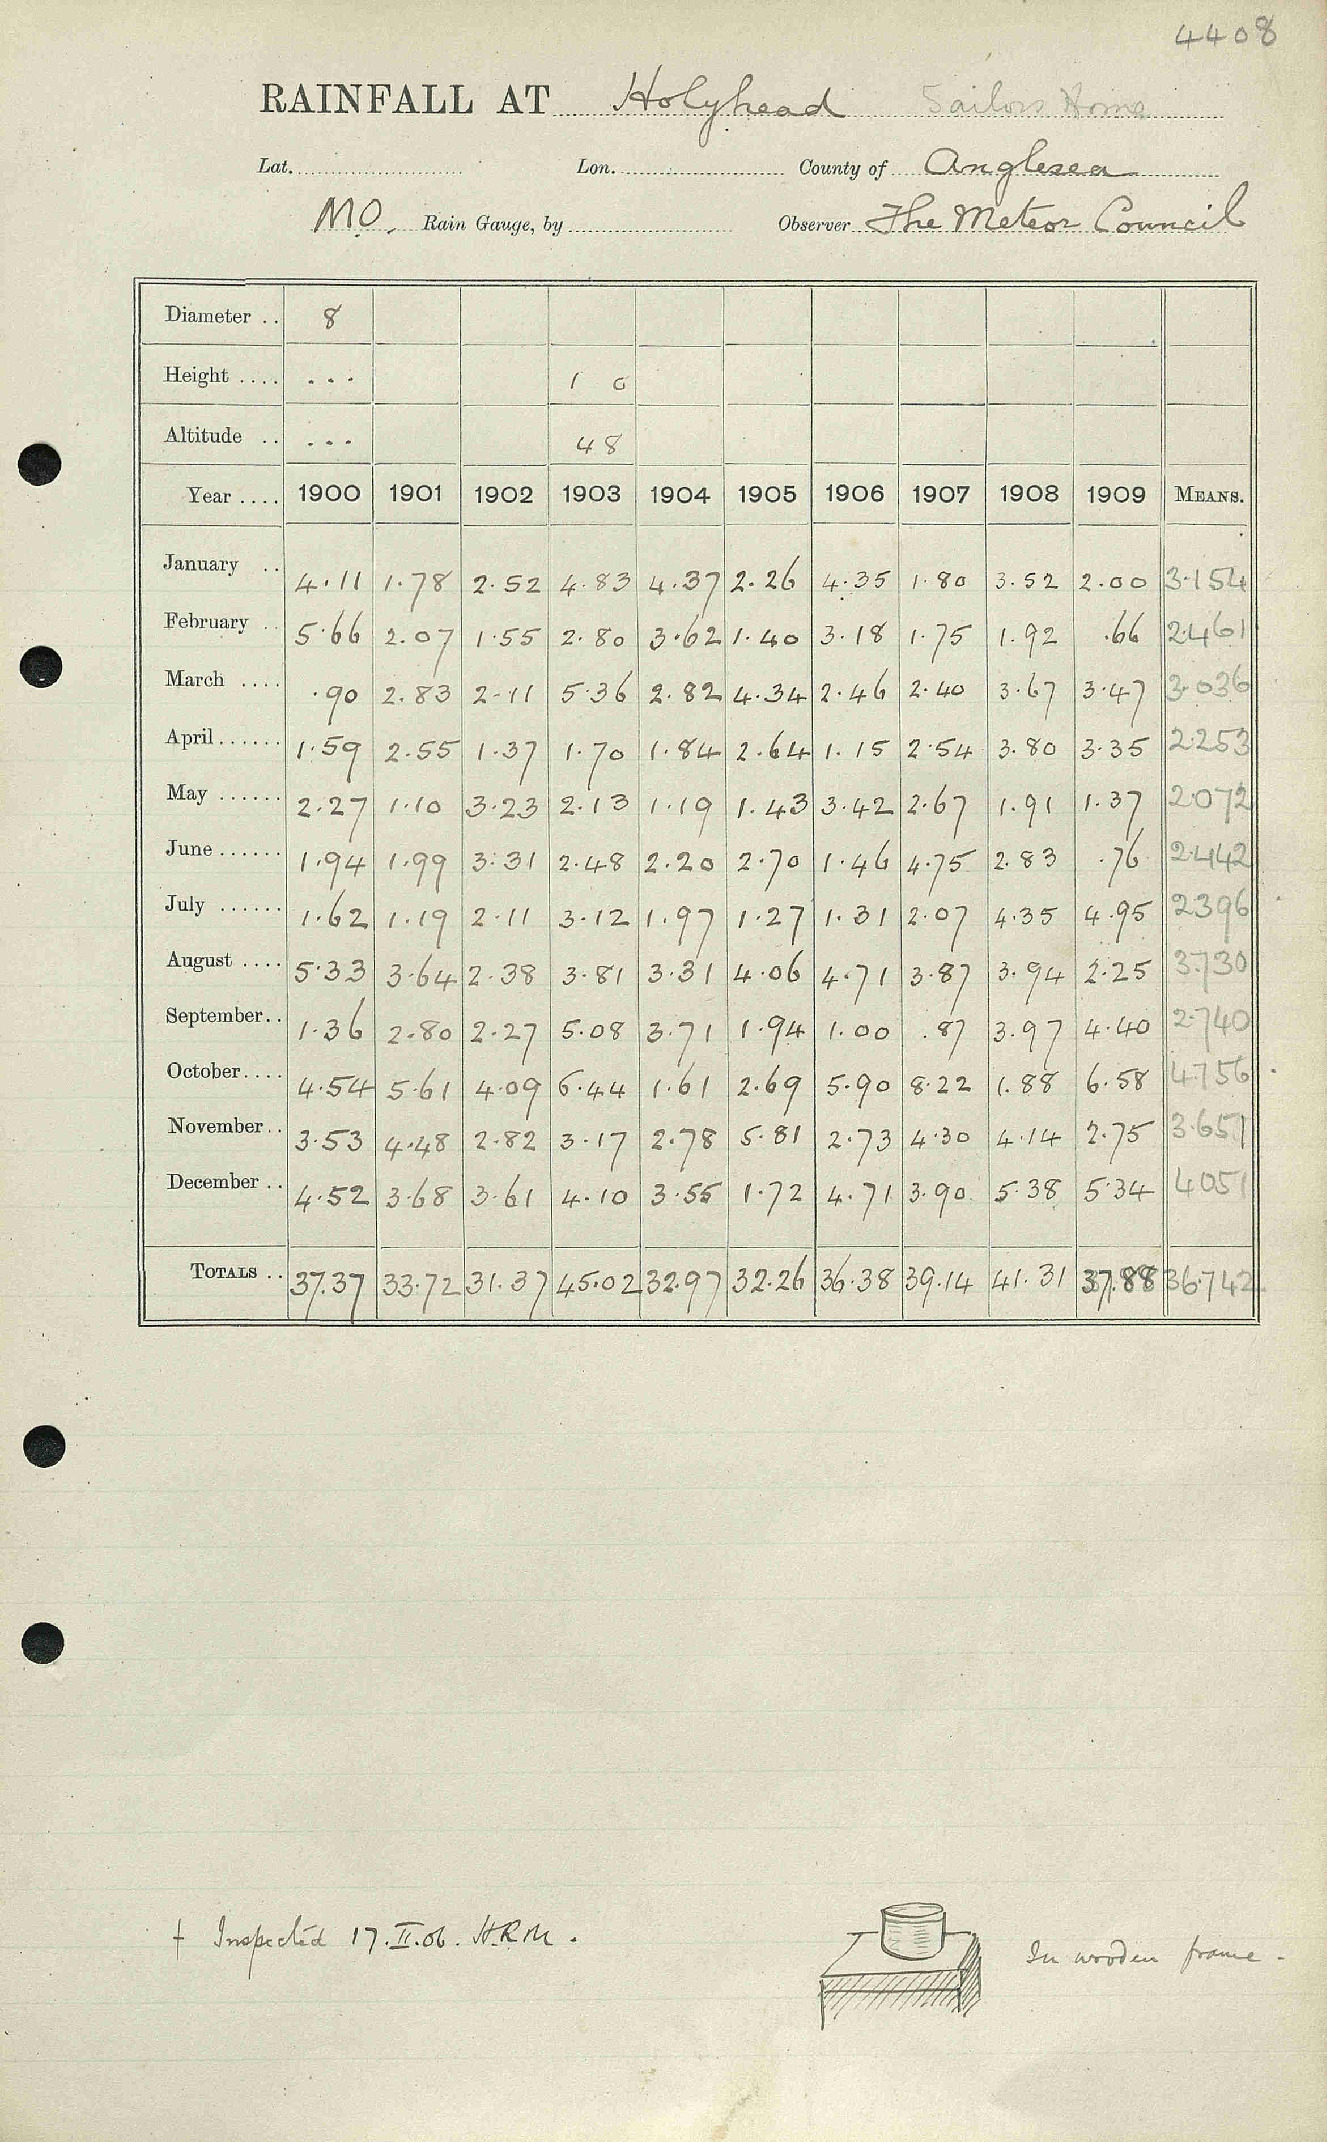 4408
RAINFALL AT Holyhead Sailors Home
Lat. Lon. County of Anglesea
M.O. Rain Gauge, by Observer The Meteor Council
Diameter .. 8
Height .... ... 1 0
Altitude .. ... 48
Year .... 1900 1901 1902 1903 1904 1905 1906 1907 1908 1909 MEANS.
January .. 4.11 1.78 2.52 4.83 4.37 2.26 4.35 1.80 3.52 2.00 3.154
February .. 5.66 2.07 1.55 2.80 3.62 1.40 3.18 1.75 1.92 .66 2.461
March .... .90 2.83 2.11 5.36 2.82 4.34 2.46 2.40 3.67 3.47 3.036
April ...... 1.59 2.55 1.37 1.70 1.84 2.64 1.15 2.54 3.80 3.35 2.253
May ...... 2.27 1.10 3.23 2.13 1.19 1.43 3.42 2.67 1.91 1.37 2.072
June ...... 1.94 1.99 3.31 2.48 2.20 2.70 1.46 4.75 2.83 .76 2.442
July ...... 1.62 1.19 2.11 3.12 1.97 1.27 1.31 2.07 4.35 4.95 2396
August .... 5.33 3.64 2.38 3.81 3.31 4.06 4.71 3.87 3.94 2.25 3.730
September .. 1.36 2.80 2.27 5.08 3.71 1.94 1.00 .87 3.97 4.40 2.740
October .... 4.54 5.61 4.09 6.44 1.61 2.69 5.90 8.22 1.88 6.58 4.756
November .. 3.53 4.48 2.82 3.17 2.78 5.81 2.73 4.30 4.14 2.75 3.651
December .. 4.52 3.68 3.61 4.10 3.55 1.72 4.71 3.90 5.38 5.34 4051
TOTALS .. 37.37 33.72 31.37 45.02 32.97 32.26 36.38 39.14 41.31 37.88 36.742
† Inspected 17.II.06. H.R.M.
In wooden frame.